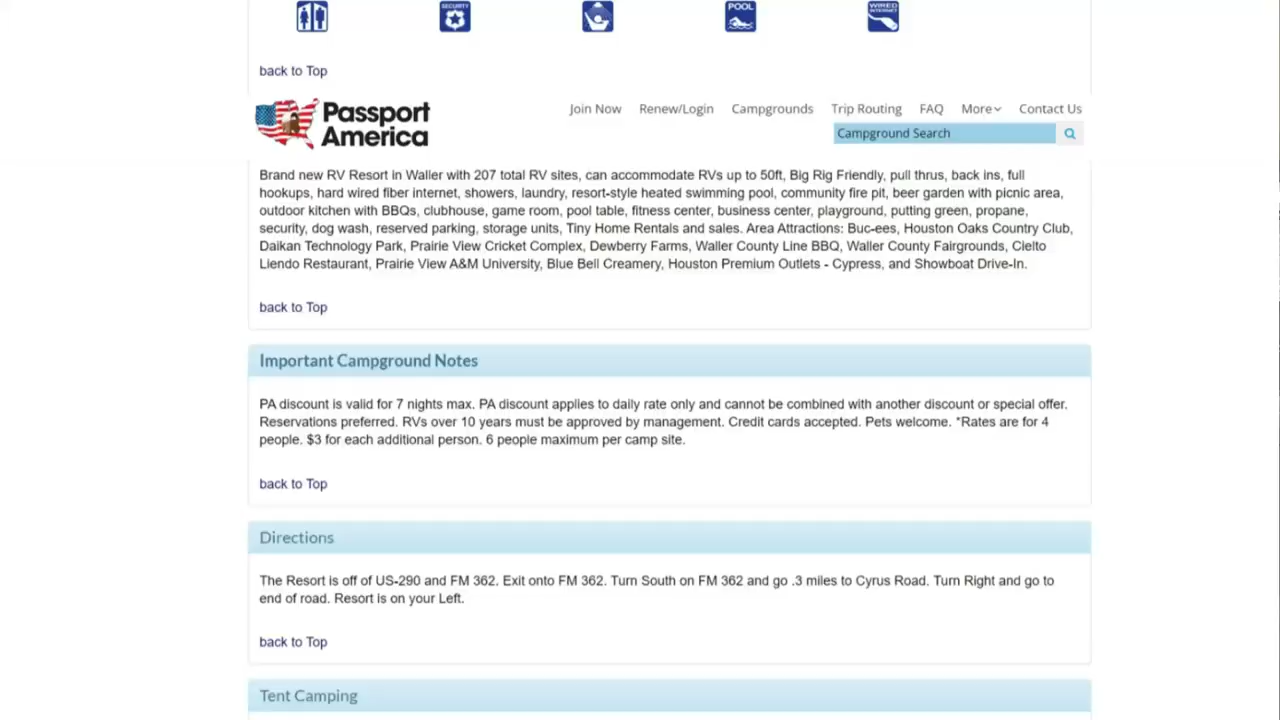 SECURITY
POOL
WIRED
INTERNET
back to Top
Passport
America
Join Now Renew/Login Campgrounds Trip Routing FAQ More Contact Us
Campground Search
Brand new RV Resort in Waller with 207 total RV sites, can accommodate RVs up to 50ft, Big Rig Friendly, pull thrus, back ins, full
hookups, hard wired fiber internet, showers, laundry, resort-style heated swimming pool, community fire pit, beer garden with picnic area,
outdoor kitchen with BBQs, clubhouse, game room, pool table, fitness center, business center, playground, putting green, propane,
security, dog wash, reserved parking, storage units, Tiny Home Rentals and sales. Area Attractions: Buc-ees, Houston Oaks Country Club,
Daikan Technology Park, Prairie View Cricket Complex, Dewberry Farms, Waller County Line BBQ, Waller County Fairgrounds, Cielto
Liendo Restaurant, Prairie View A&M University, Blue Bell Creamery, Houston Premium Outlets - Cypress, and Showboat Drive-In.
back to Top
Important Campground Notes
PA discount is valid for 7 nights max. PA discount applies to daily rate only and cannot be combined with another discount or special offer.
Reservations preferred. RVs over 10 years must be approved by management. Credit cards accepted. Pets welcome. *Rates are for 4
people. $3 for each additional person. 6 people maximum per camp site.
back to Top
Directions
The Resort is off of US-290 and FM 362. Exit onto FM 362. Turn South on FM 362 and go .3 miles to Cyrus Road. Turn Right and go to
end of road. Resort is on your Left.
back to Top
Tent Camping